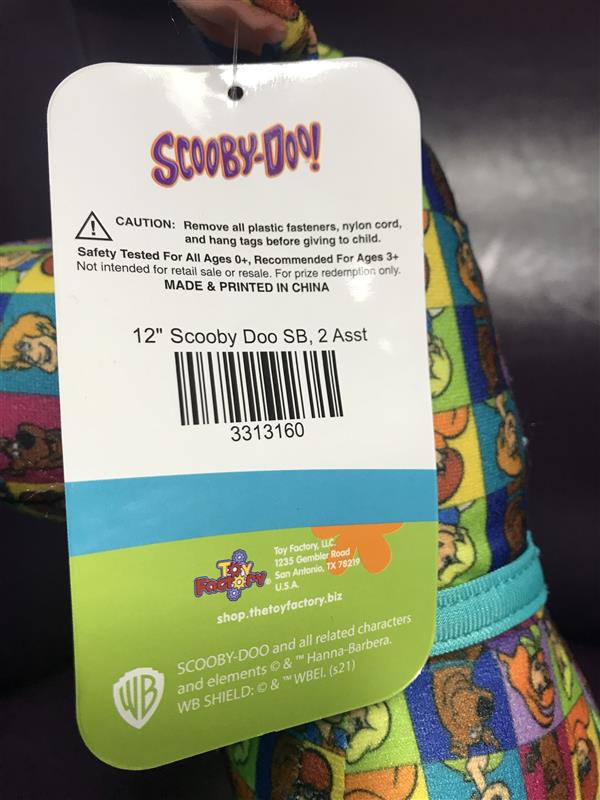 SCOOBY-DOO!
CAUTION: Remove all plastic fasteners, nylon cord,
and hang tags before giving to child.
Safety Tested For All Ages 0+, Recommended For Ages 3+
Not intended for retail sale or resale. For prize redemption only.
MADE & PRINTED IN CHINA
12" Scooby Doo SB, 2 Asst
3313160
Toy Factory®
Toy Factory, LLC.
1235 Gembler Road
San Antonio, TX 78219
U.S.A.
shop.thetoyfactory.biz
WB
SCOOBY-DOO and all related characters
and elements © & ™ Hanna-Barbera.
WB SHIELD: © & ™ WBEI. (s21)